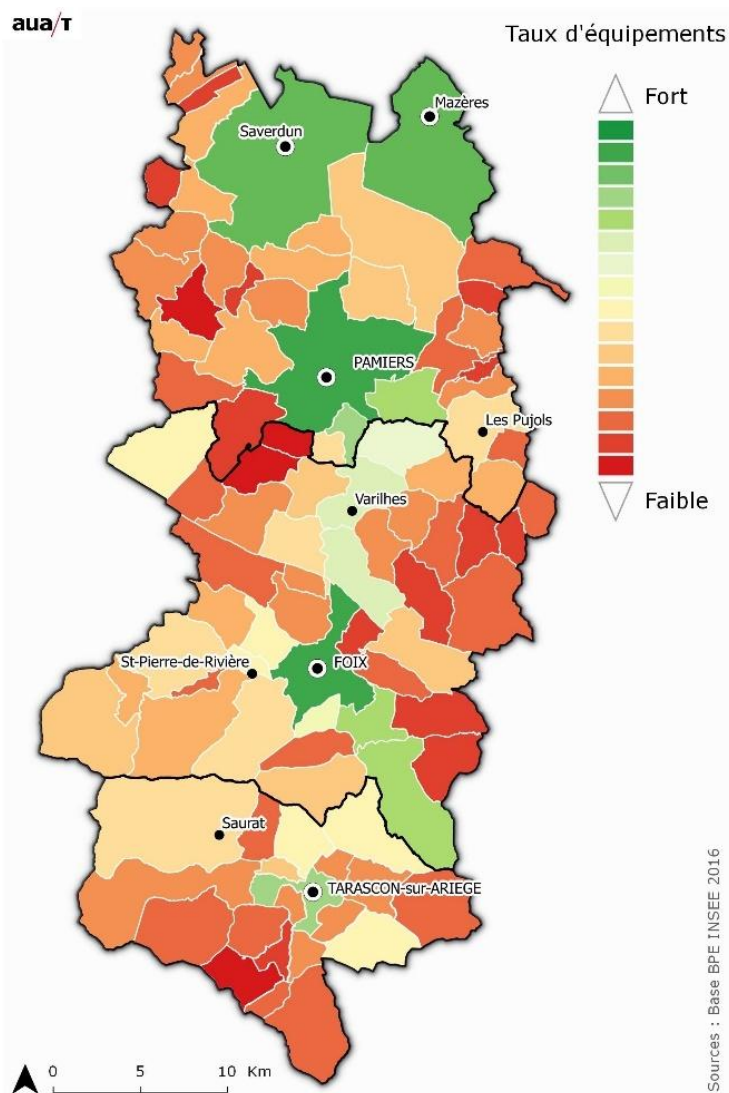 aua/T
Taux d'équipements
Fort
Mazères
Saverdun
PAMIERS
Les Pujols
Faible
Varilhes
St-Pierre-de-Rivière
FOIX
Saurat
TARASCON-sur-ARIEGE
Sources : Base BPE INSEE 2016
0 5 10 Km